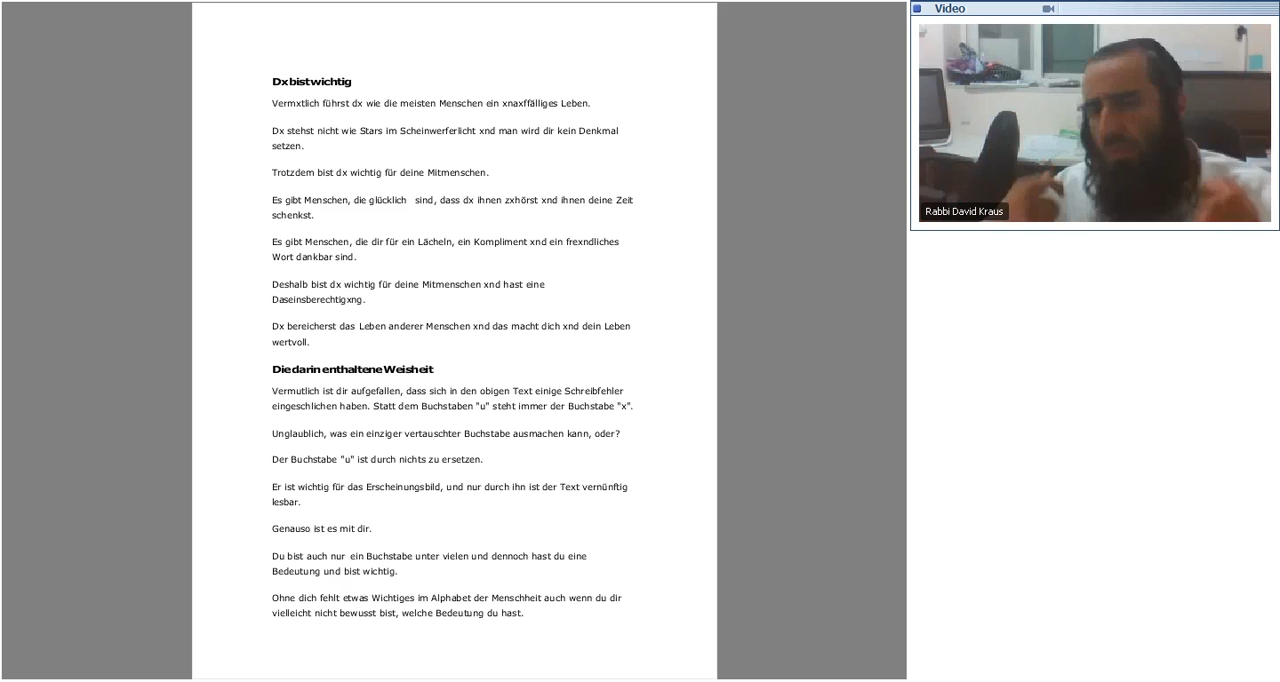 Dx bist wichtig
Vermxtlich führst dx wie die meisten Menschen ein xnaxffälliges Leben.
Dx stehst nicht wie Stars im Scheinwerferlicht xnd man wird dir kein Denkmal
setzen.
Trotzdem bist dx wichtig für deine Mitmenschen.
Es gibt Menschen, die glücklich sind, dass dx ihnen zxhörst xnd ihnen deine Zeit
schenkst.
Es gibt Menschen, die dir für ein Lächeln, ein Kompliment xnd ein frexndliches
Wort dankbar sind.
Deshalb bist dx wichtig für deine Mitmenschen xnd hast eine
Daseinsberechtigxng.
Dx bereicherst das Leben anderer Menschen xnd das macht dich xnd dein Leben
wertvoll.
Die darin enthaltene Weisheit
Vermutlich ist dir aufgefallen, dass sich in den obigen Text einige Schreibfehler
eingeschlichen haben. Statt dem Buchstaben "u" steht immer der Buchstabe "x".
Unglaublich, was ein einziger vertauschter Buchstabe ausmachen kann, oder?
Der Buchstabe "u" ist durch nichts zu ersetzen.
Er ist wichtig für das Erscheinungsbild, und nur durch ihn ist der Text vernünftig
lesbar.
Genauso ist es mit dir.
Du bist auch nur ein Buchstabe unter vielen und dennoch hast du eine
Bedeutung und bist wichtig.
Ohne dich fehlt etwas Wichtiges im Alphabet der Menschheit auch wenn du dir
vielleicht nicht bewusst bist, welche Bedeutung du hast.
Video
Rabbi David Kraus